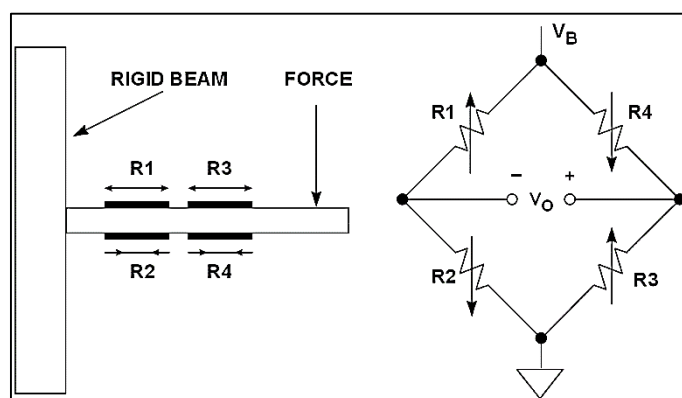 RIGID BEAM
FORCE
R1
R3
R2
R4
V_B
R1
R4
− V_O +
R2
R3